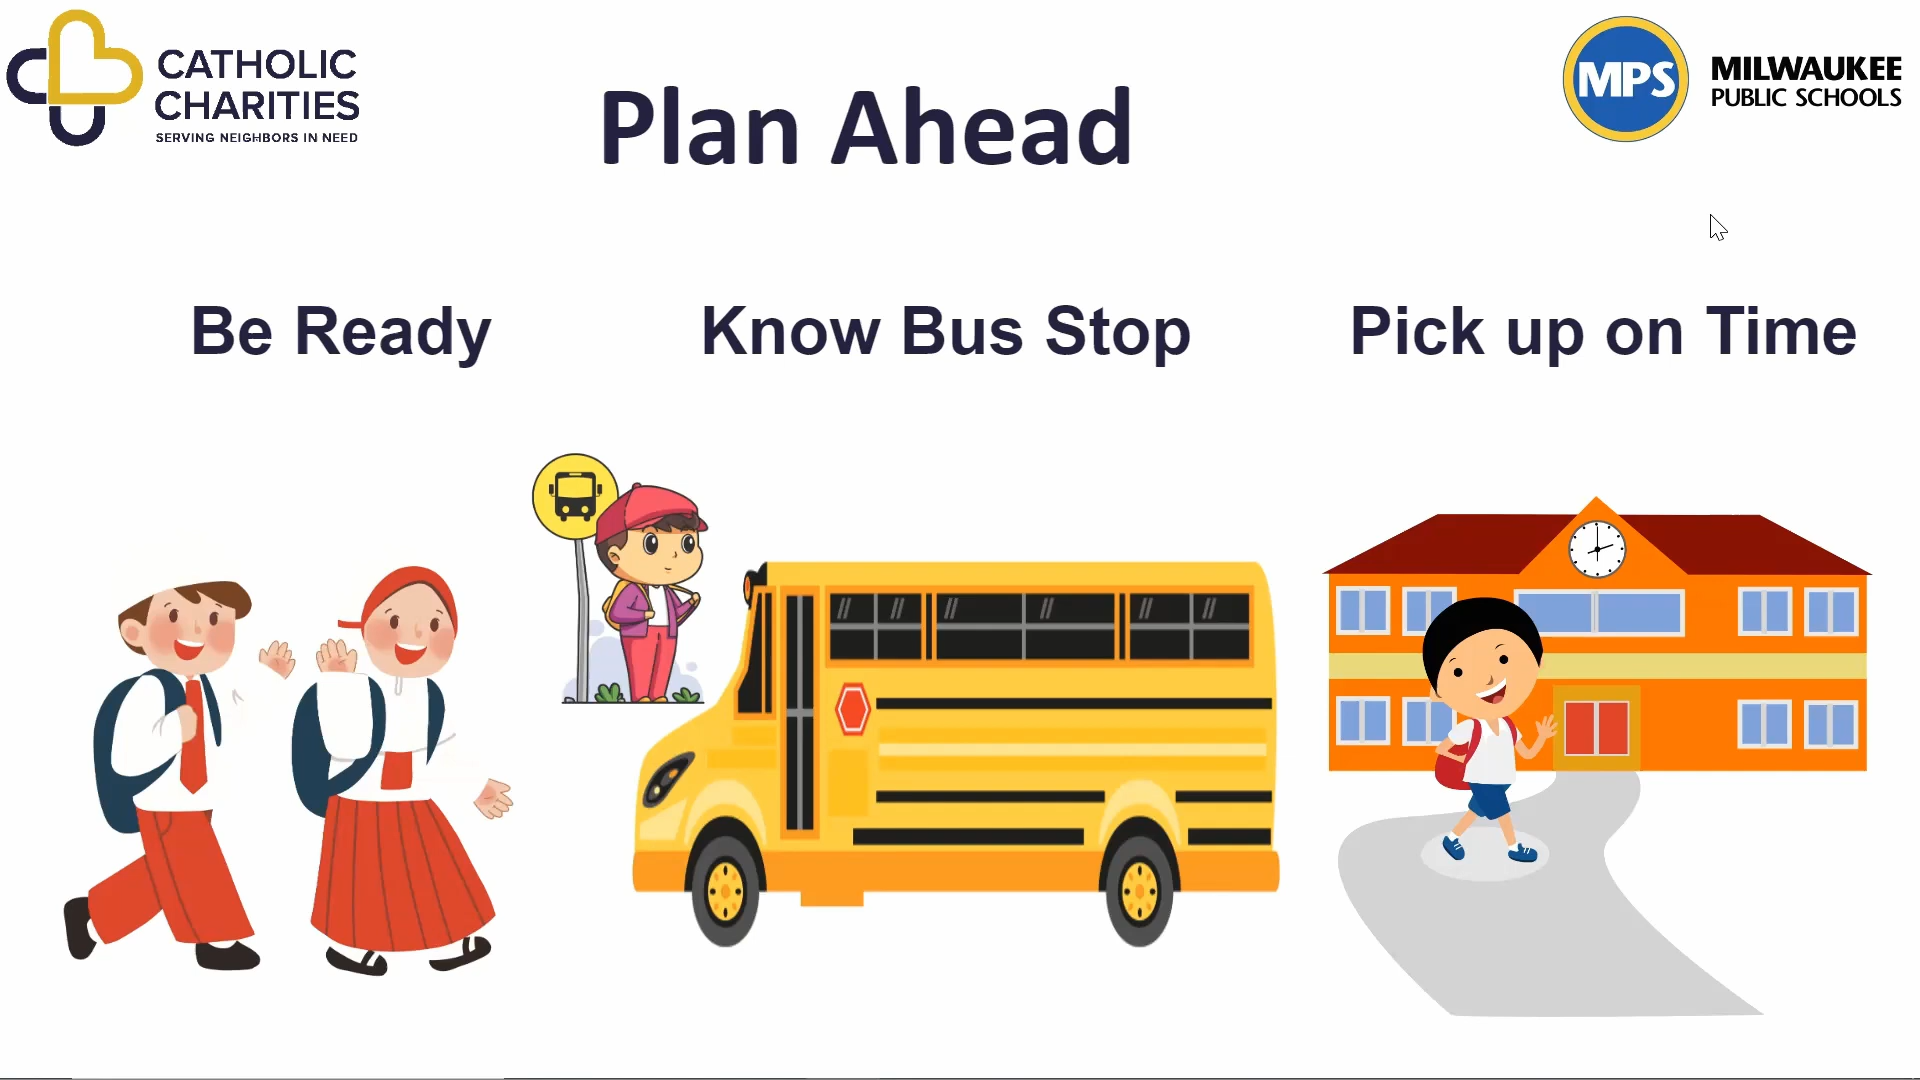 CATHOLIC
CHARITIES
SERVING NEIGHBORS IN NEED
Plan Ahead
MPS
MILWAUKEE
PUBLIC SCHOOLS
Be Ready
Know Bus Stop
Pick up on Time